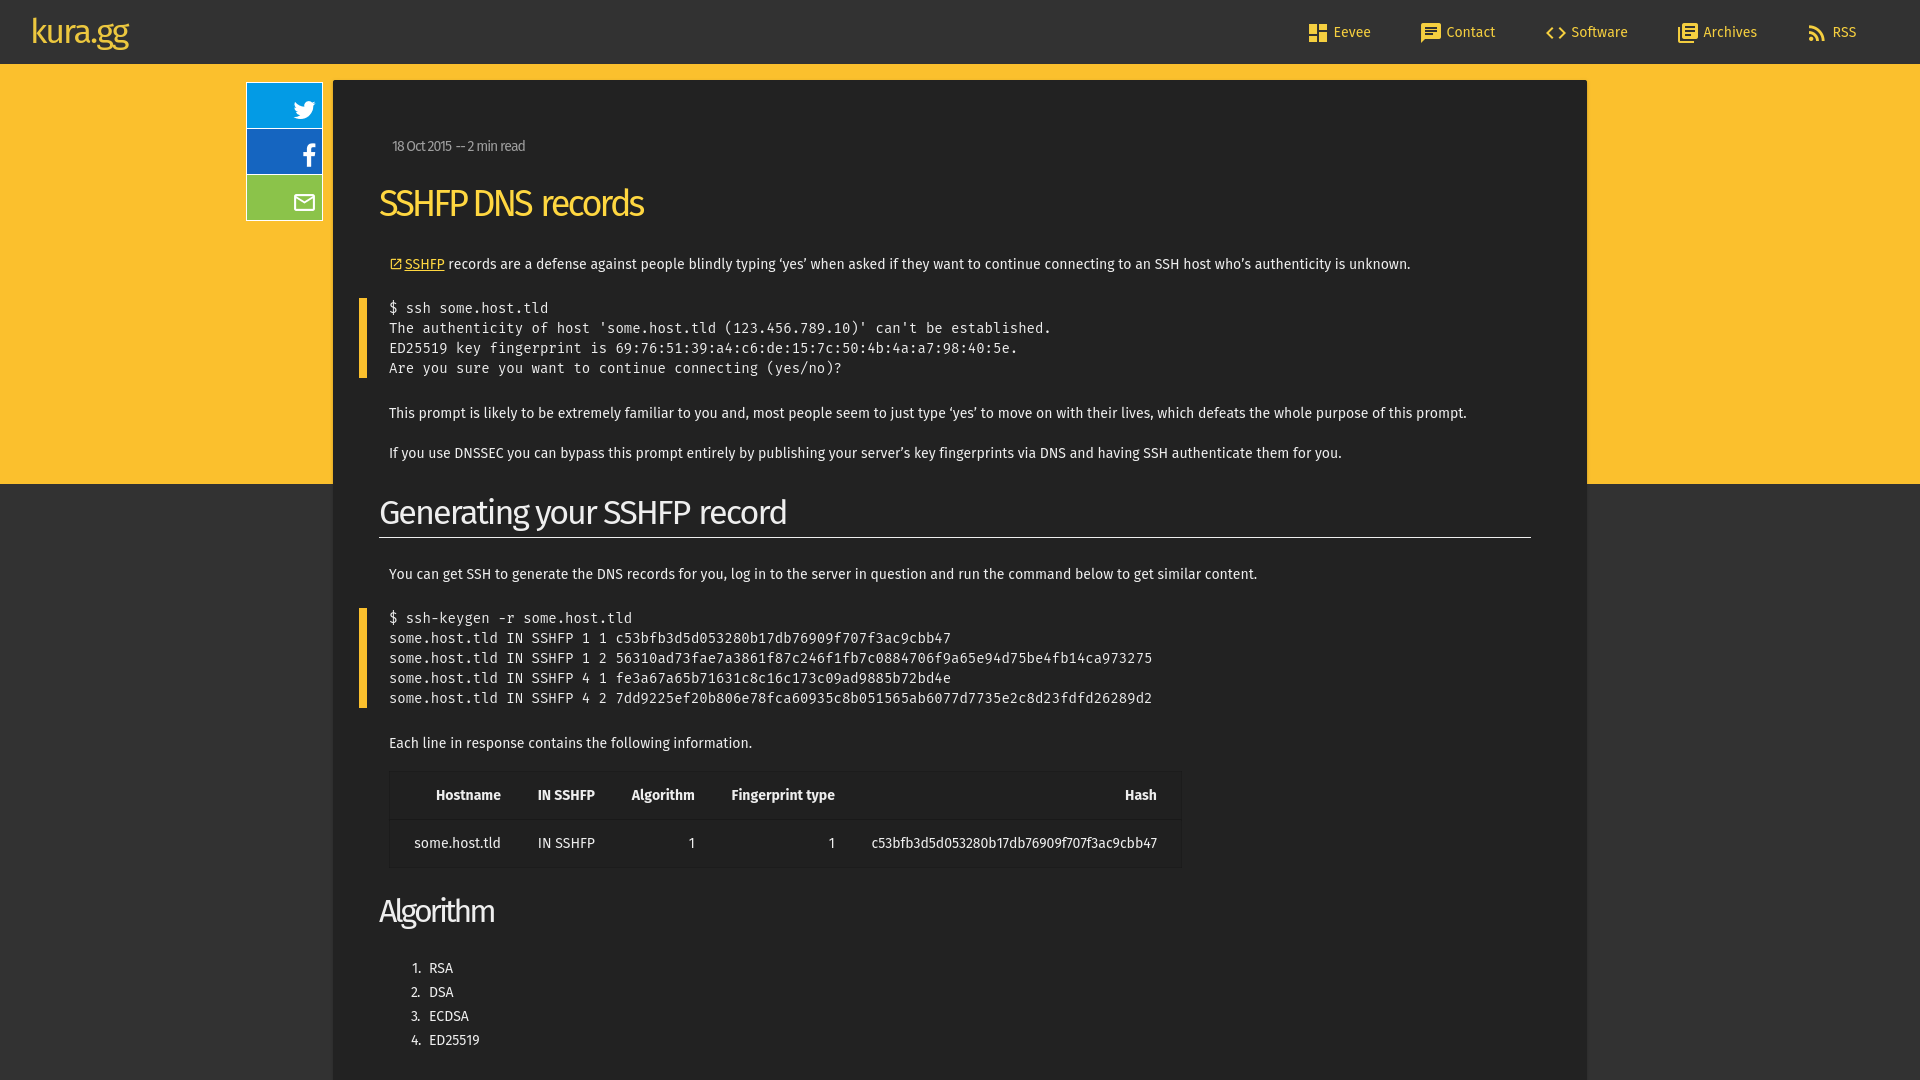 kura.gg
Eevee
Contact
Software
Archives
RSS
18 Oct 2015 -- 2 min read
SSHFP DNS records
SSHFP records are a defense against people blindly typing ‘yes’ when asked if they want to continue connecting to an SSH host who’s authenticity is unknown.
$ ssh some.host.tld
The authenticity of host 'some.host.tld (123.456.789.10)' can't be established.
ED25519 key fingerprint is 69:76:51:39:a4:c6:de:15:7c:50:4b:4a:a7:98:40:5e.
Are you sure you want to continue connecting (yes/no)?
This prompt is likely to be extremely familiar to you and, most people seem to just type ‘yes’ to move on with their lives, which defeats the whole purpose of this prompt.
If you use DNSSEC you can bypass this prompt entirely by publishing your server’s key fingerprints via DNS and having SSH authenticate them for you.
Generating your SSHFP record
You can get SSH to generate the DNS records for you, log in to the server in question and run the command below to get similar content.
$ ssh-keygen -r some.host.tld
some.host.tld IN SSHFP 1 1 c53bfb3d5d053280b17db76909f707f3ac9cbb47
some.host.tld IN SSHFP 1 2 56310ad73fae7a3861f87c246f1fb7c0884706f9a65e94d75be4fb14ca973275
some.host.tld IN SSHFP 4 1 fe3a67a65b71631c8c16c173c09ad9885b72bd4e
some.host.tld IN SSHFP 4 2 7dd9225ef20b806e78fca60935c8b051565ab6077d7735e2c8d23fdfd26289d2
Each line in response contains the following information.
Hostname IN SSHFP Algorithm Fingerprint type Hash
some.host.tld IN SSHFP 1 1 c53bfb3d5d053280b17db76909f707f3ac9cbb47
Algorithm
1. RSA
2. DSA
3. ECDSA
4. ED25519